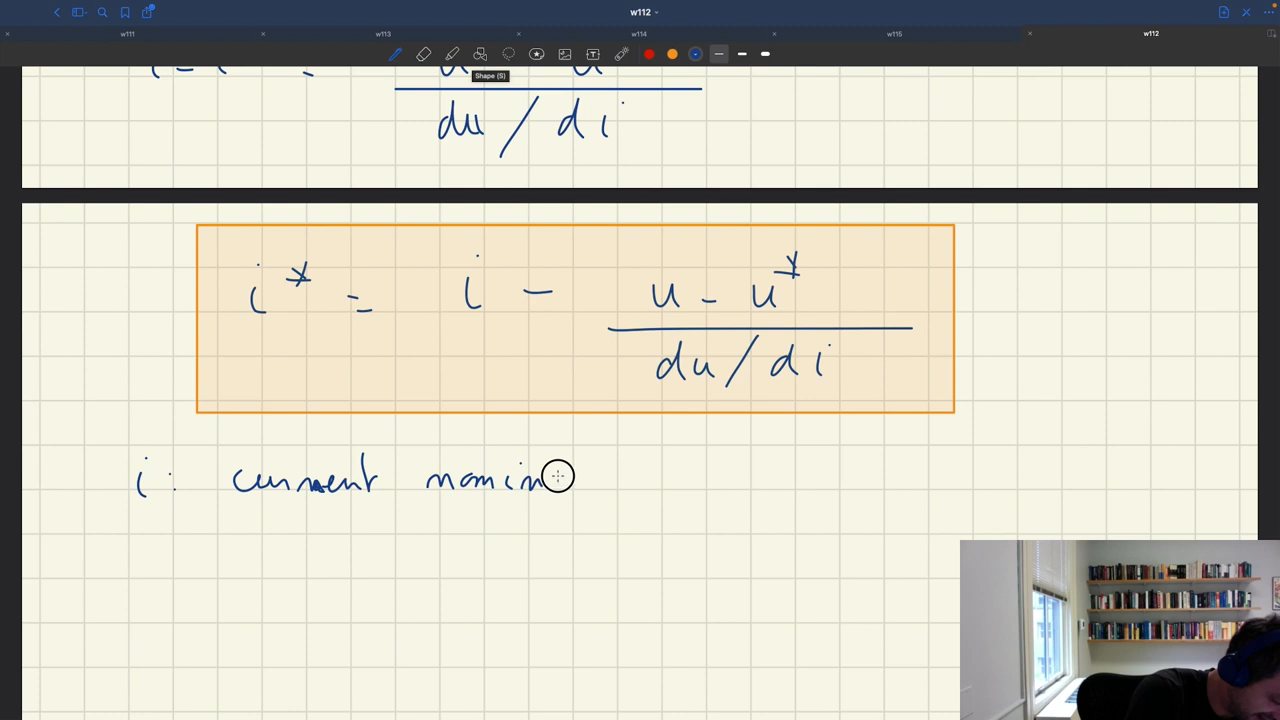 w112
w111
w113
w114
w115
w112
Shape (S)
du / di
i* = i - u - u*
du / di
i : current nomin